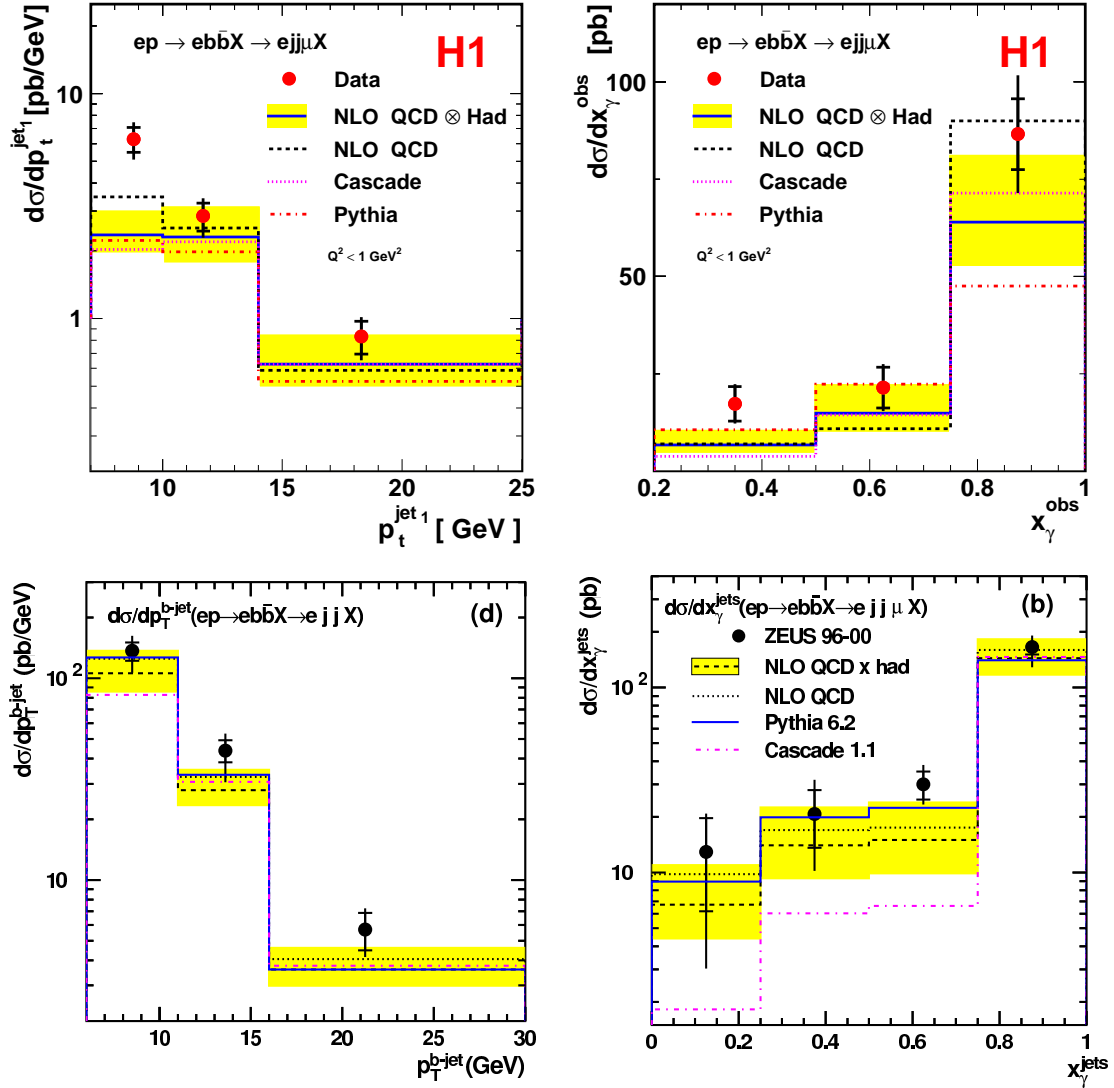 dσ/dp_t^{jet 1} [pb/GeV]
ep → ebb̄X → ejjμX
H1
Data
NLO QCD ⊗ Had
NLO QCD
Cascade
Pythia
Q² < 1 GeV²
10
1
10 15 20 25
p_t^{jet 1} [ GeV ]
dσ/dx_γ^{obs} [pb]
ep → ebb̄X → ejjμX
H1
Data
NLO QCD ⊗ Had
NLO QCD
Cascade
Pythia
Q² < 1 GeV²
100
50
0
0.2 0.4 0.6 0.8 1
x_γ^{obs}
dσ/dp_T^{b-jet} (pb/GeV)
dσ/dp_T^{b-jet}(ep→ebb̄X→e j j X)
(d)
10²
10
10 15 20 25 30
p_T^{b-jet}(GeV)
dσ/dx_γ^{jets} (pb)
dσ/dx_γ^{jets}(ep→ebb̄X→e j j μ X)
(b)
ZEUS 96-00
NLO QCD x had
NLO QCD
Pythia 6.2
Cascade 1.1
10²
10
0 0.2 0.4 0.6 0.8 1
x_γ^{jets}